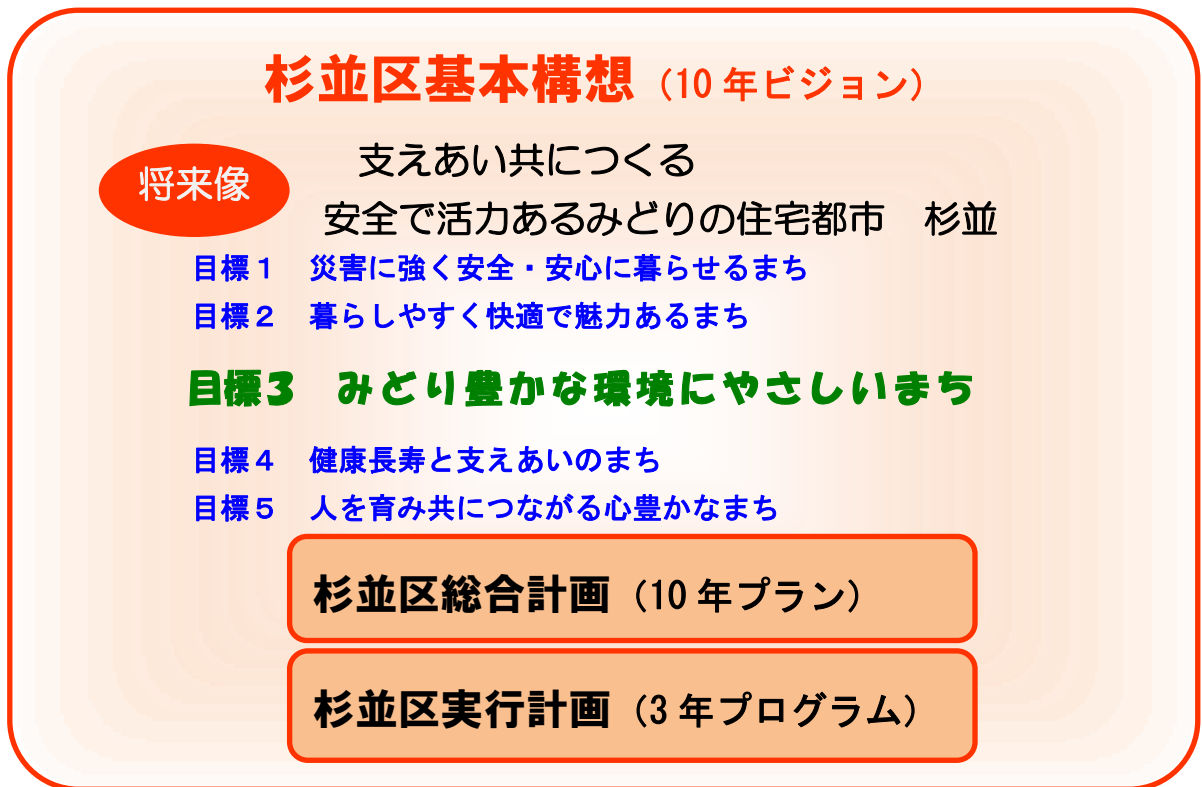 杉並区基本構想（10年ビジョン）
将来像
支えあい共につくる
安全で活力あるみどりの住宅都市　杉並
目標１　災害に強く安全・安心に暮らせるまち
目標２　暮らしやすく快適で魅力あるまち
目標３　みどり豊かな環境にやさしいまち
目標４　健康長寿と支えあいのまち
目標５　人を育み共につながる心豊かなまち
杉並区総合計画（10年プラン）
杉並区実行計画（3年プログラム）